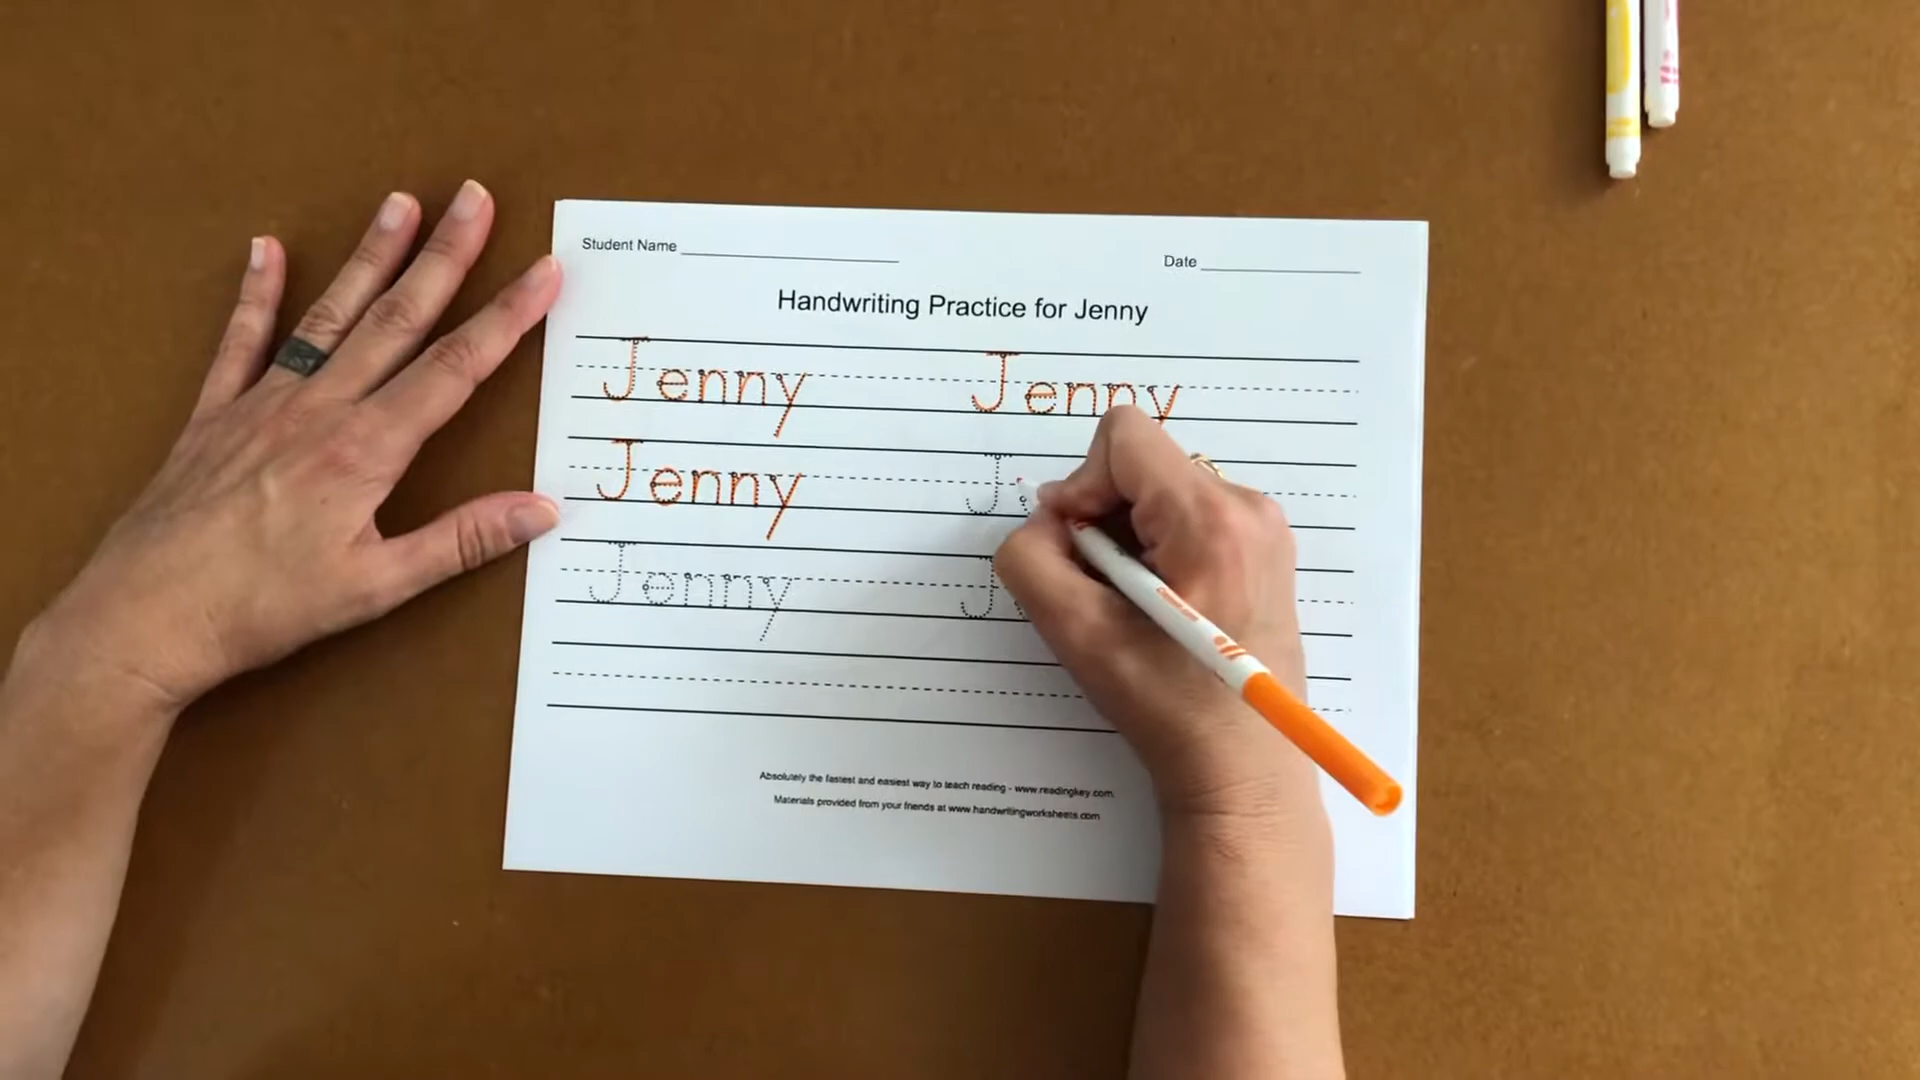 Student Name
Date
Handwriting Practice for Jenny
Jenny Jenny
Jenny J
Jenny J
Absolutely the fastest and easiest way to teach reading - www.readingkey.com
Materials provided from your friends at www.handwritingworksheets.com